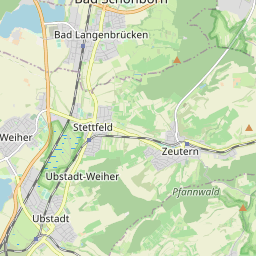 Bad Schönborn
Bad Langenbrücken
Stettfeld
Weiher
Zeutern
Ubstadt-Weiher
Pfannwald
Ubstadt